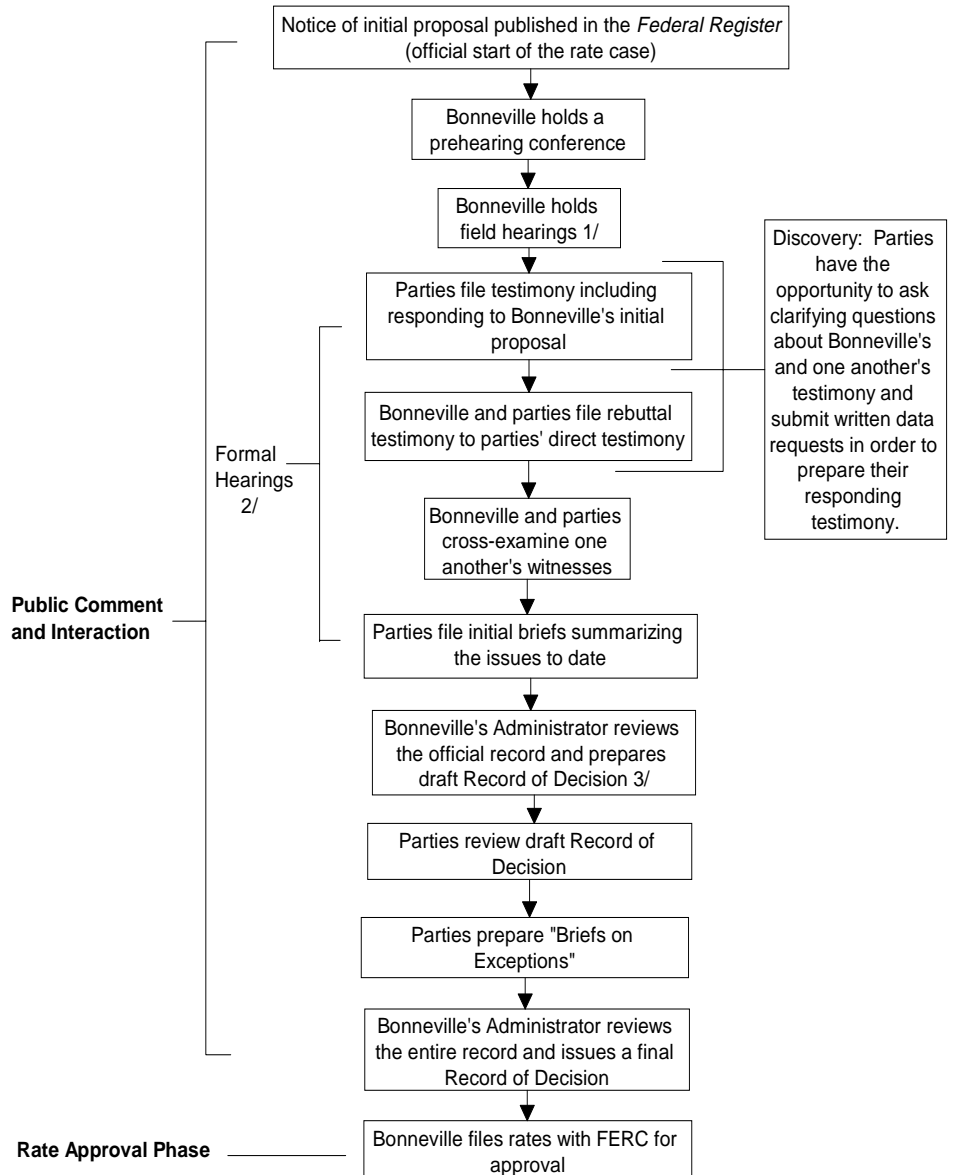 Notice of initial proposal published in the Federal Register
(official start of the rate case)
Bonneville holds a
prehearing conference
Bonneville holds
field hearings 1/
Discovery:  Parties
have the
opportunity to ask
clarifying questions
about Bonneville's
and one another's
testimony and
submit written data
requests in order to
prepare their
responding
testimony.
Parties file testimony including
responding to Bonneville's initial
proposal
Bonneville and parties file rebuttal
testimony to parties' direct testimony
Formal
Hearings
2/
Bonneville and parties
cross-examine one
another's witnesses
Public Comment
and Interaction
Parties file initial briefs summarizing
the issues to date
Bonneville's Administrator reviews
the official record and prepares
draft Record of Decision 3/
Parties review draft Record of
Decision
Parties prepare "Briefs on
Exceptions"
Bonneville's Administrator reviews
the entire record and issues a final
Record of Decision
Rate Approval Phase
Bonneville files rates with FERC for
approval